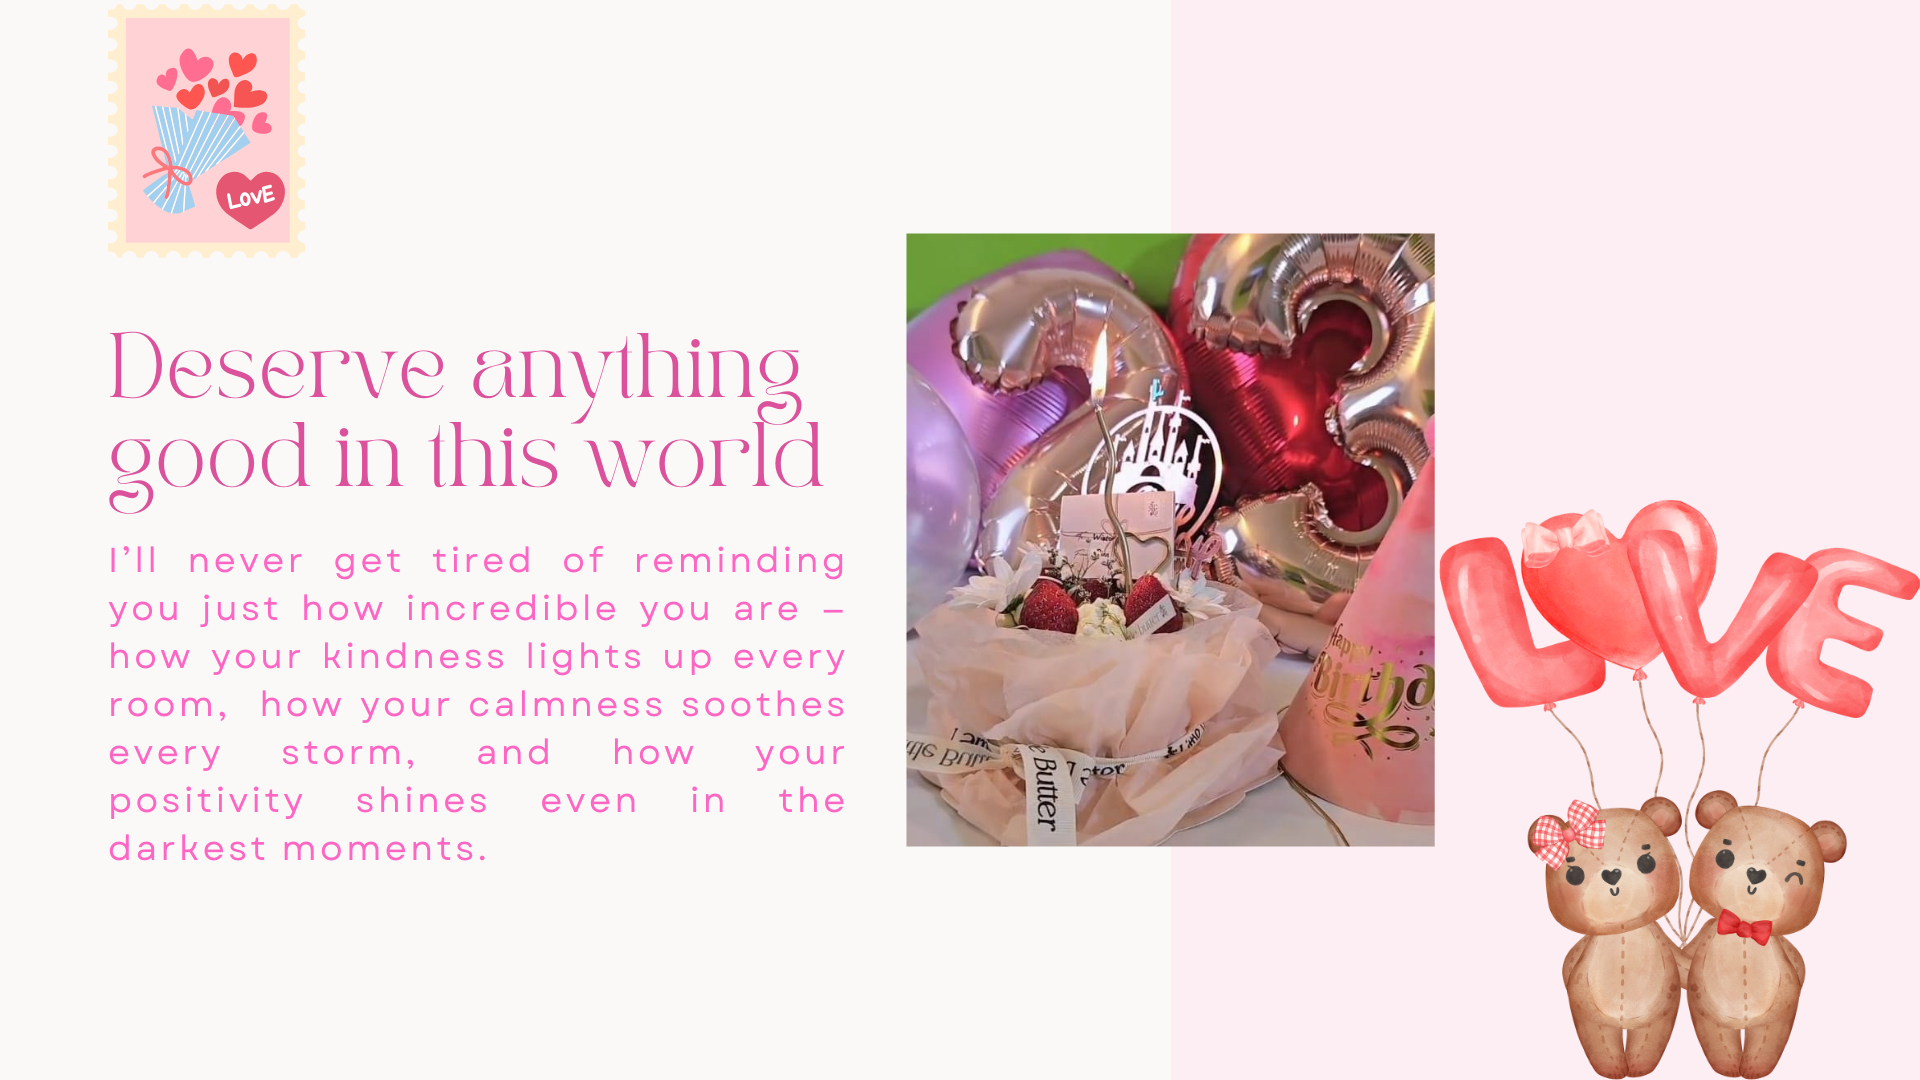 LOVE
Deserve anything
good in this world
I’ll never get tired of reminding
you just how incredible you are –
how your kindness lights up every
room, how your calmness soothes
every storm, and how your
positivity shines even in the
darkest moments.
Happy
Birthd
Butter
LOVE